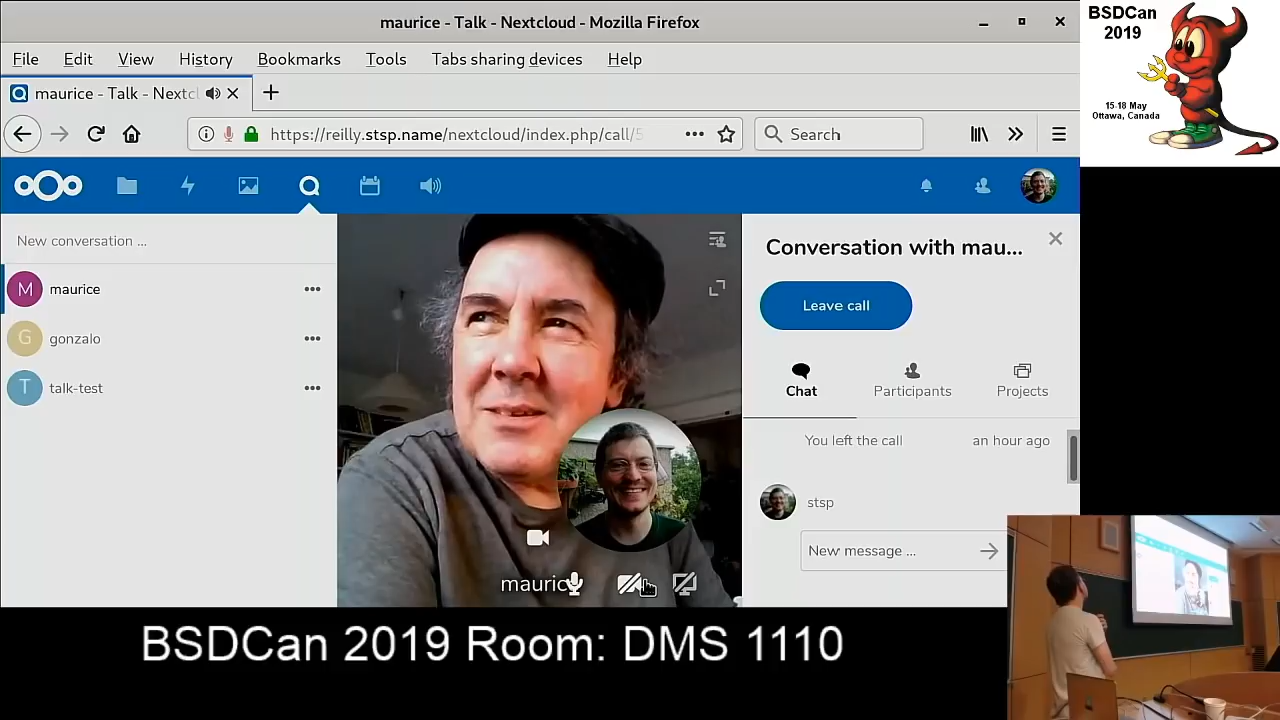 maurice - Talk - Nextcloud - Mozilla Firefox
File Edit View History Bookmarks Tools Tabs sharing devices Help
maurice - Talk - Nextcl
https://reilly.stsp.name/nextcloud/index.php/call/5
Search
New conversation ...
M maurice
G gonzalo
T talk-test
mauric
Conversation with mau...
Leave call
Chat Participants Projects
You left the call an hour ago
stsp
New message ...
BSDCan
2019
15-18 May
Ottawa, Canada
BSDCan 2019 Room: DMS 1110